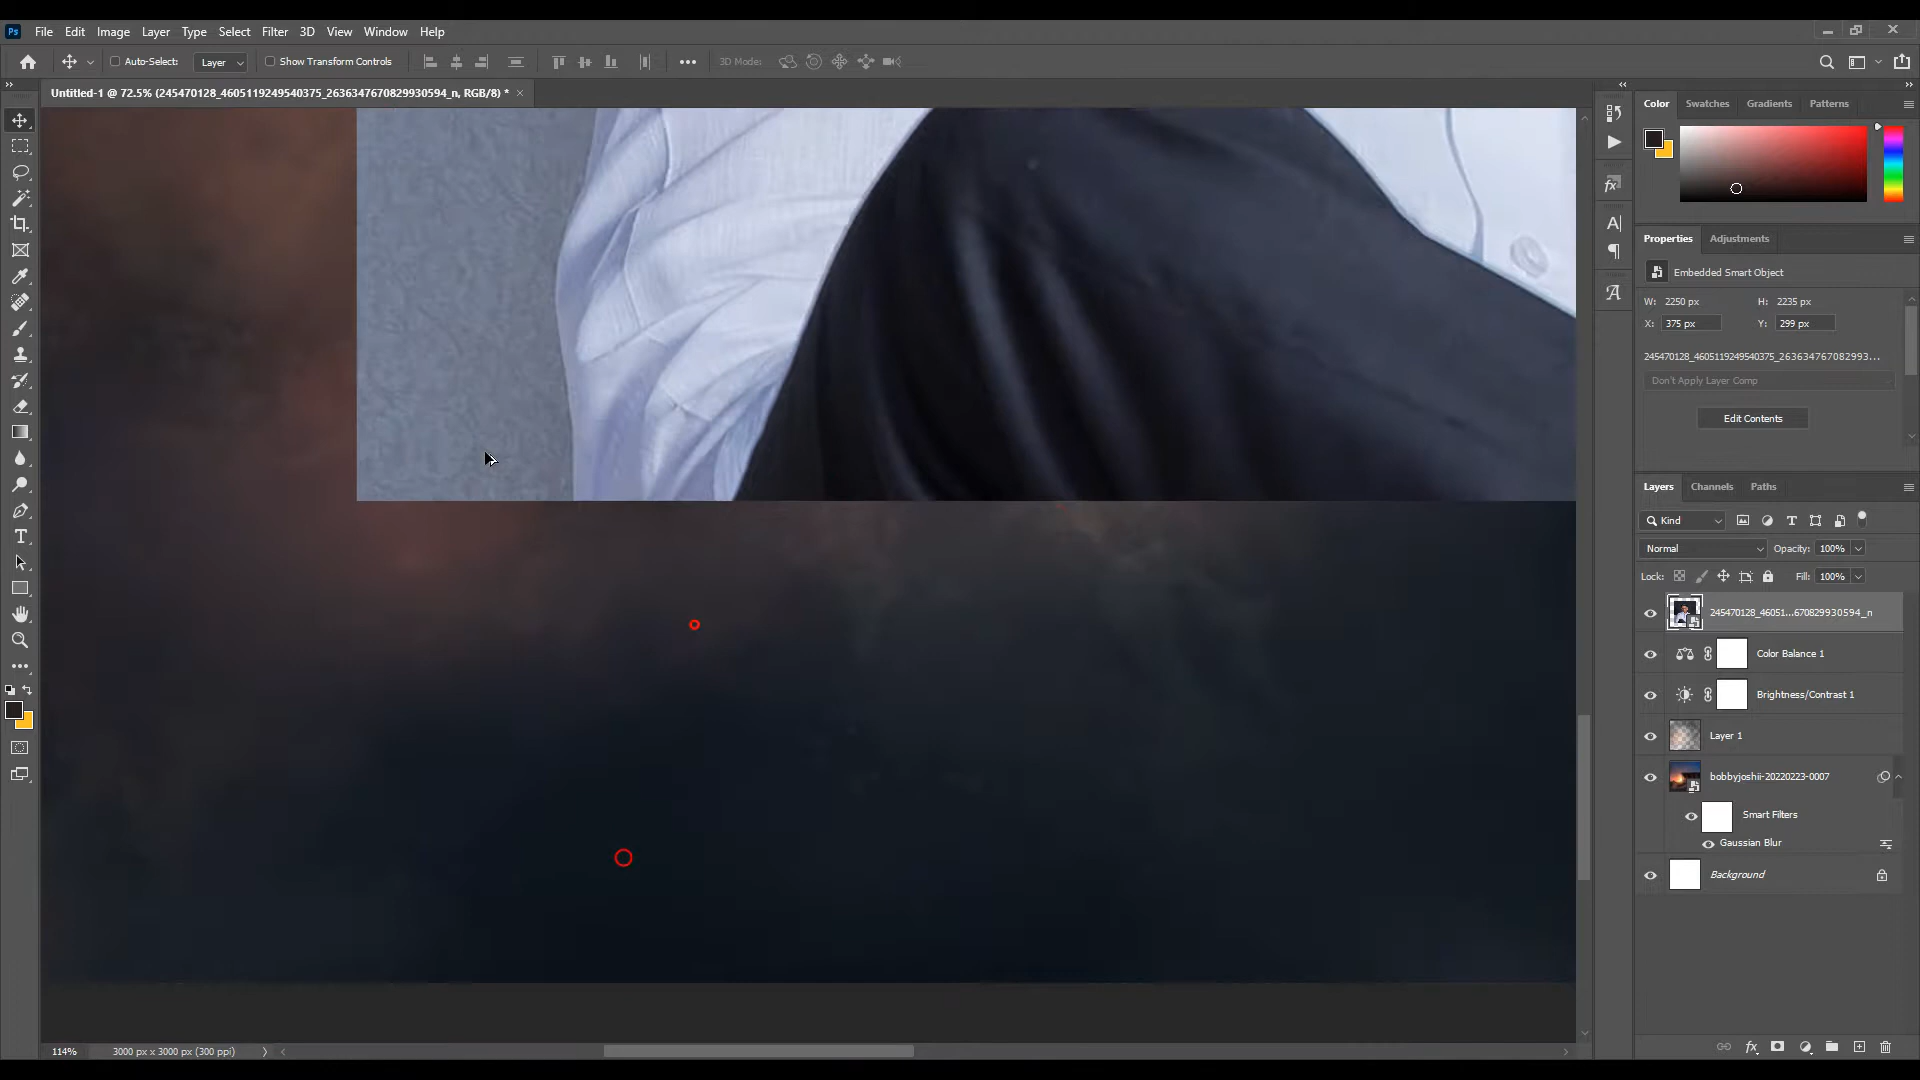 Ps File Edit Image Layer Type Select Filter 3D View Window Help
Auto-Select: Layer Show Transform Controls 3D Mode:
Untitled-1 @ 72.5% (245470128_4605119249540375_2636347670829930594_n, RGB/8) * ×
Color Swatches Gradients Patterns
Properties Adjustments
Embedded Smart Object
W: 2250 px H: 2235 px
X: 375 px Y: 299 px
245470128_4605119249540375_263634767082993...
Don't Apply Layer Comp
Edit Contents
Layers Channels Paths
Kind
Normal Opacity: 100%
Lock: Fill: 100%
245470128_46051...670829930594_n
Color Balance 1
Brightness/Contrast 1
Layer 1
bobbyjoshii-20220223-0007
Smart Filters
Gaussian Blur
Background
114% 3000 px x 3000 px (300 ppi)